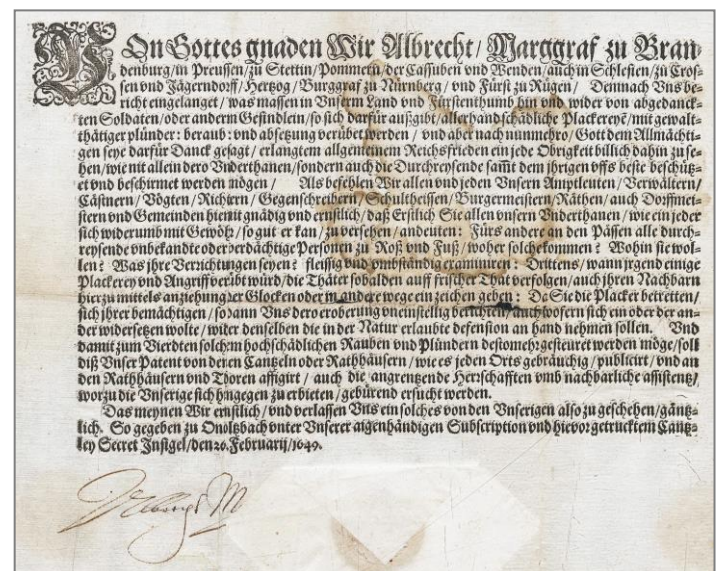 VOn Gottes gnaden Wir Albrecht / Marggraf zu Bran
denburg / in Preussen / zu Stettin / Pommern / der Cassuben vnd Wenden / auch in Schlesien / zu Cros-
sen vnd Jägerndorff / Hertzog / Burggraf zu Nürnberg / vnd Fürst zu Rügen / Demnach Vns be-
richt eingelanget / was massen in Vnserm Land vnd Fürstenthumb hin vnd wider von abgedanck-
ten Soldaten / oder anderm Gesindlein / so sich darfür außgibt / allerhand schädliche Plackereyẽ / mit gewalt-
thätiger plünder: beraub: vnd absetzung verübet werden / vnd aber nach nunmehro / Gott dem Allmächti-
gen seye darfür Danck gesagt / erlangtem allgemeinem Reichsfrieden ein jede Obrigkeit billich dahin zu se-
hen / wie nit allein dero Vnderthanen / sondern auch die Durchreysende sampt dem jhrigen vffs beste beschütz-
et vnd beschirmet werden mögen / Als befehlen Wir allen vnd jeden Vnsern Amptleuten / Verwaltern /
Castnern / Vögten / Richtern / Gegenschreibern / Schultheissen / Burgermeistern / Räthen / auch Dorffmei-
stern vnd Gemeinden hiemit gnädig vnd ernstlich / daß Erstlich Sie allen vnsern Vnderthanen / wie ein jeder
sich widerumb mit Gewöhr / so gut er kan / zu versehen / andeuten: Fürs andere an den Pässen alle durch-
reysende vnbekandte oder verdächtige Personen zu Roß vnd Fuß / woher solche kommen? Wohin sie wol-
len? Was jhre Verrichtungen seyen? fleissig vnd vmbständig examiniren: Drittens / wann jrgend einige
Plackerey vnd Angriff verübt würd / die Thäter sobalden auff frischer That verfolgen / auch jhren Nachbarn
hierzu mittels anziehung der Glocken oder in andere wege ein zeichen geben: Da Sie die Placker betretten /
sich jhrer bemächtigen / sodann Vns dero eroberung vneinstellig berichten / auch wofern sich ein oder der an-
der widersetzen wolte / wider denselben die in der Natur erlaubte defension an hand nehmen sollen. Vnd
damit zum Vierdten solchem hochschädlichen Rauben vnd Plündern desto mehr gesteuret werden möge / soll
diß Vnser Patent von denen Cantzeln oder Rathhäusern / wie es jeden Orts gebräuchig / publicirt / vnd an
den Rathhäusern vnd Thoren affigirt / auch die angrentzende Herrschafften vmb nachbarliche assistentz /
worzu die Vnserige sich hingegen zu erbieten / gebürend ersucht werden.
Das meynen Wir ernstlich / vnd verlassen Vns ein solches von den Vnserigen also zu geschehen / gäntz-
lich. So gegeben zu Onoltzbach vnter Vnserer aigenhändigen Subscription vnd hievor getrucktem Cantz-
ley Secret Insigel / den 26. Februarij / 1649.
Albrecht M